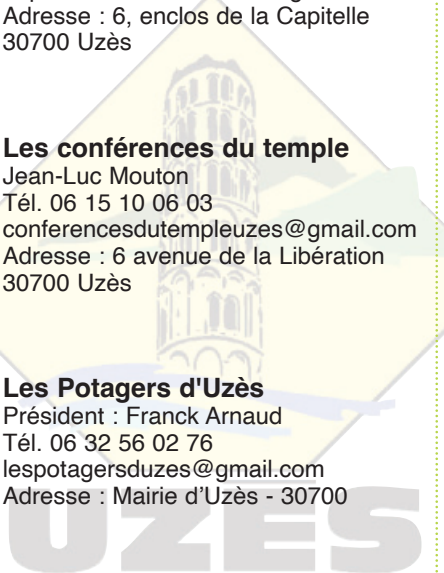 Adresse : 6, enclos de la Capitelle
30700 Uzès
Les conférences du temple
Jean-Luc Mouton
Tél. 06 15 10 06 03
conferencesdutempleuzes@gmail.com
Adresse : 6 avenue de la Libération
30700 Uzès
Les Potagers d'Uzès
Président : Franck Arnaud
Tél. 06 32 56 02 76
lespotagersduzes@gmail.com
Adresse : Mairie d’Uzès - 30700
UZÈS